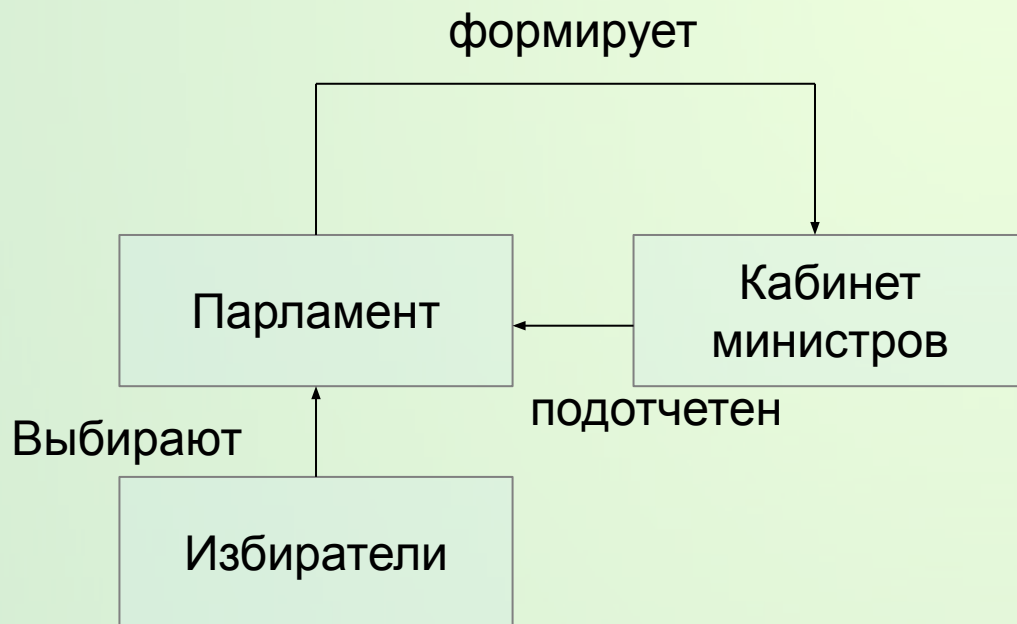 формирует
Парламент
Кабинет
министров
подотчетен
Выбирают
Избиратели